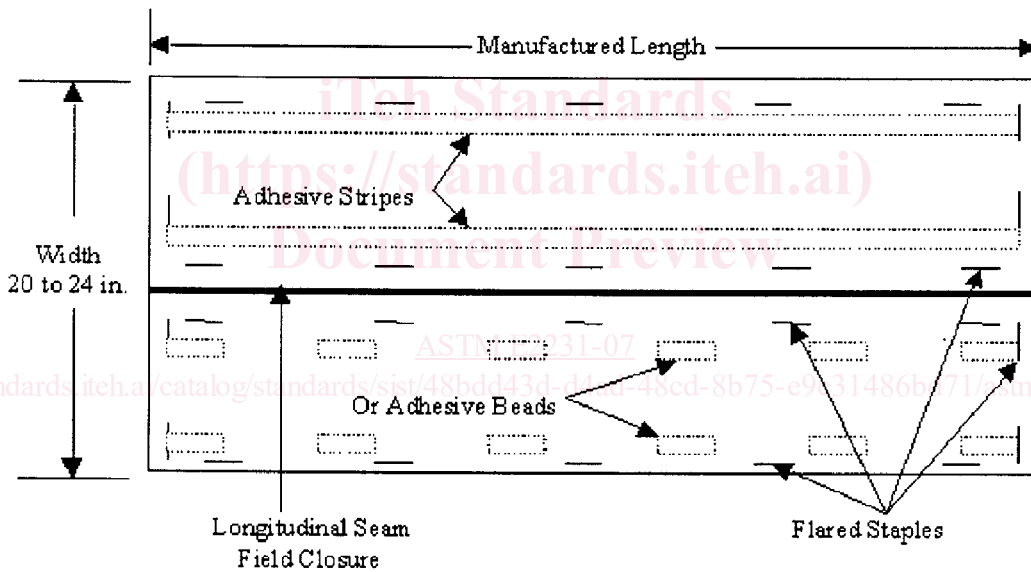 Manufactured Length
iTeh Standards
(https://standards.iteh.ai)
Adhesive Stripes
Document Preview
Width
20 to 24 in.
ASTM F2231-07
Or Adhesive Beads
Longitudinal Seam
Field Closure
Flared Staples